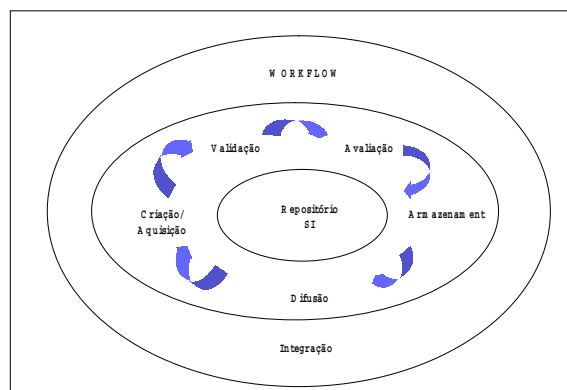 WORKFLOW
Validação
Avaliação
Criação/
Aquisição
Repositório
SI
Armazenament
Difusão
Integração